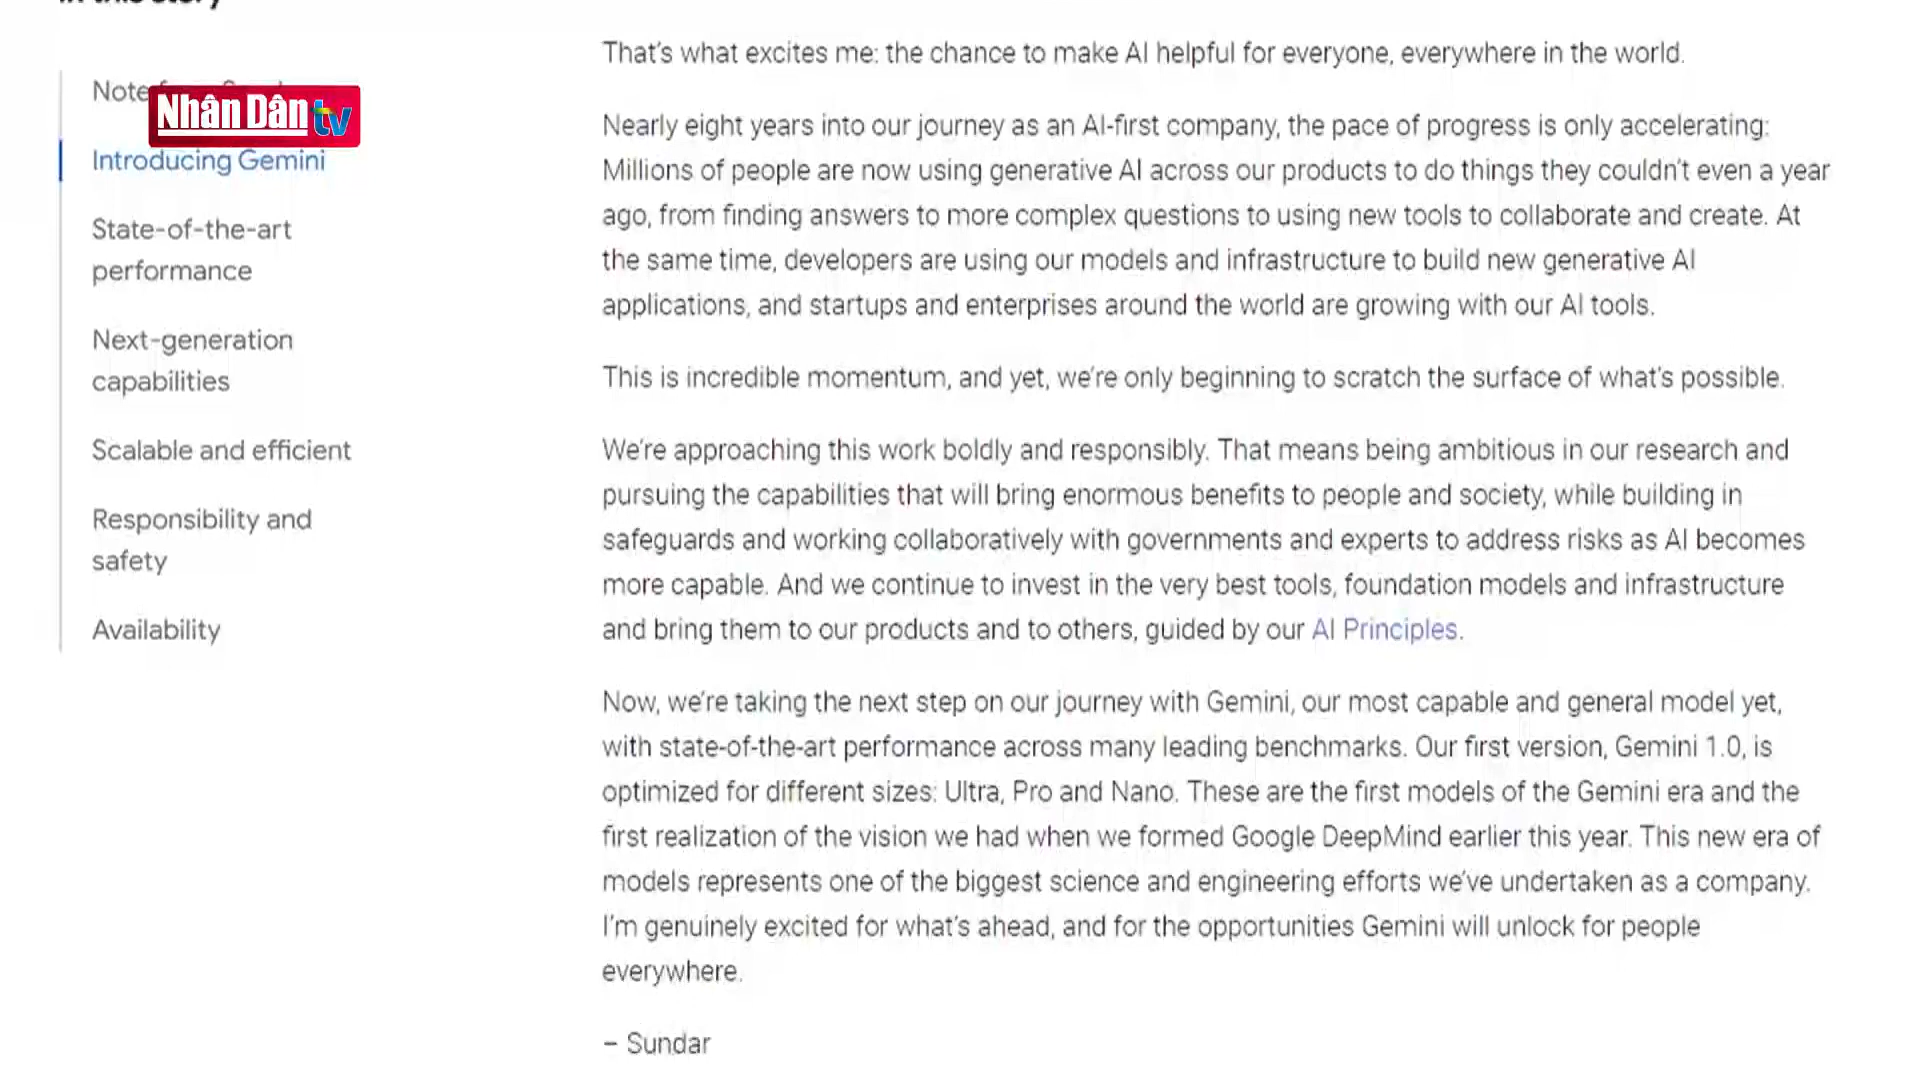 Note
Nhân Dân tv
Introducing Gemini
State-of-the-art
performance
Next-generation
capabilities
Scalable and efficient
Responsibility and
safety
Availability
That's what excites me: the chance to make AI helpful for everyone, everywhere in the world.
Nearly eight years into our journey as an AI-first company, the pace of progress is only accelerating:
Millions of people are now using generative AI across our products to do things they couldn't even a year
ago, from finding answers to more complex questions to using new tools to collaborate and create. At
the same time, developers are using our models and infrastructure to build new generative AI
applications, and startups and enterprises around the world are growing with our AI tools.
This is incredible momentum, and yet, we're only beginning to scratch the surface of what's possible.
We're approaching this work boldly and responsibly. That means being ambitious in our research and
pursuing the capabilities that will bring enormous benefits to people and society, while building in
safeguards and working collaboratively with governments and experts to address risks as AI becomes
more capable. And we continue to invest in the very best tools, foundation models and infrastructure
and bring them to our products and to others, guided by our AI Principles.
Now, we're taking the next step on our journey with Gemini, our most capable and general model yet,
with state-of-the-art performance across many leading benchmarks. Our first version, Gemini 1.0, is
optimized for different sizes: Ultra, Pro and Nano. These are the first models of the Gemini era and the
first realization of the vision we had when we formed Google DeepMind earlier this year. This new era of
models represents one of the biggest science and engineering efforts we've undertaken as a company.
I'm genuinely excited for what's ahead, and for the opportunities Gemini will unlock for people
everywhere.
– Sundar